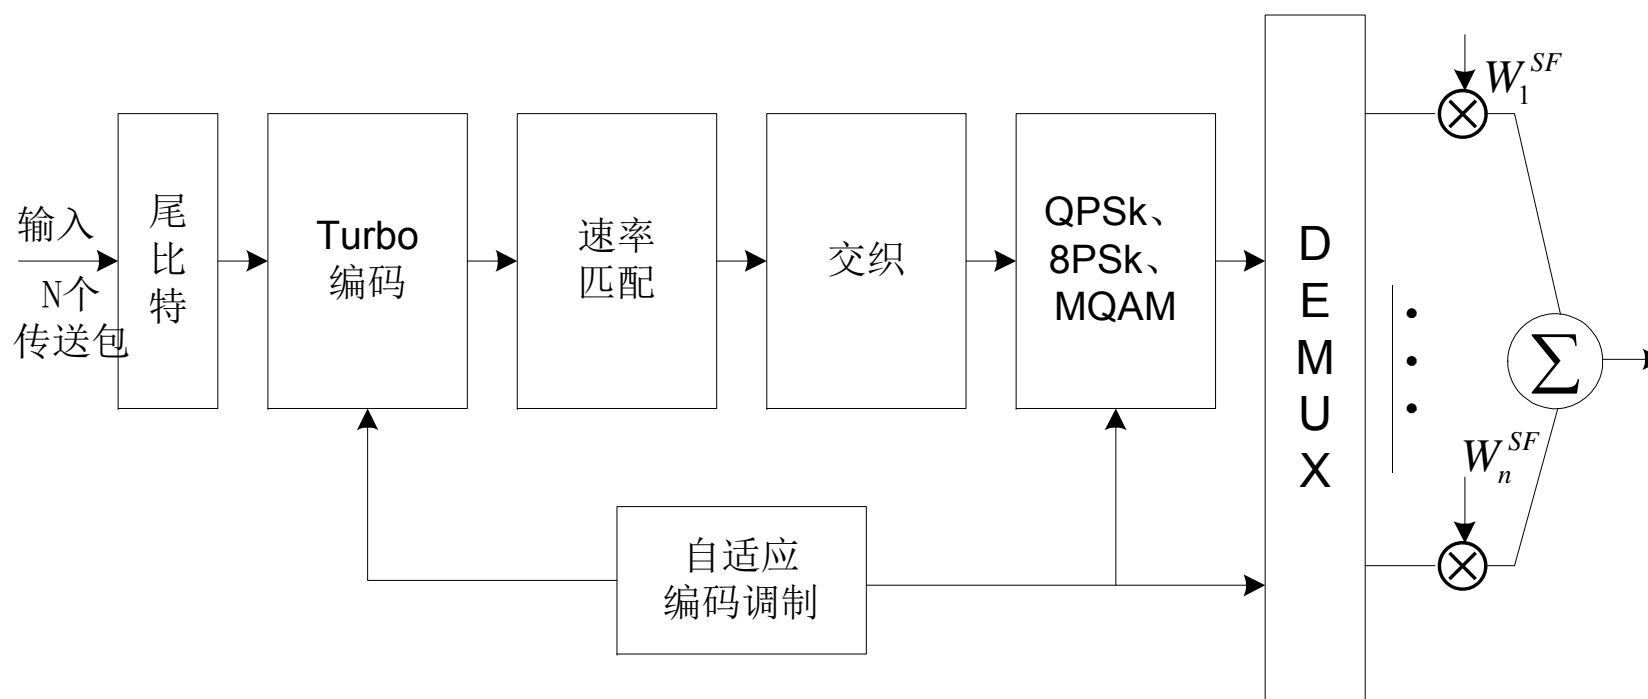 输入
N个
传送包
尾
比
特
Turbo
编码
速率
匹配
交织
QPSk、
8PSk、
MQAM
自适应
编码调制
D
E
M
U
X
W_1^{SF}
W_n^{SF}
Σ